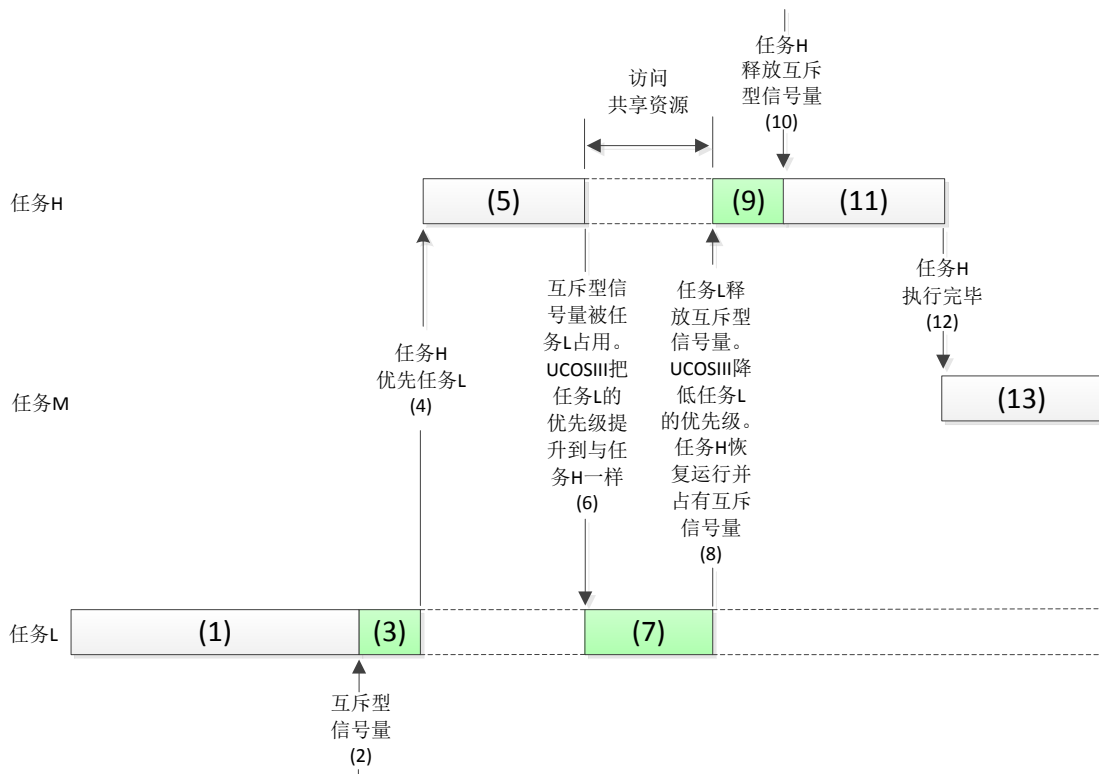 任务H
释放互斥
型信号量
(10)
访问
共享资源
任务H
(5)
(9)
(11)
互斥型信
号量被任
务L占用。
UCOSIII把
任务L的
优先级提
升到与任
务H一样
(6)
任务L释
放互斥型
信号量。
UCOSIII降
低任务L
的优先级。
任务H恢
复运行并
占有互斥
信号量
(8)
任务H
执行完毕
(12)
任务H
优先任务L
(4)
任务M
(13)
任务L
(1)
(3)
(7)
互斥型
信号量
(2)